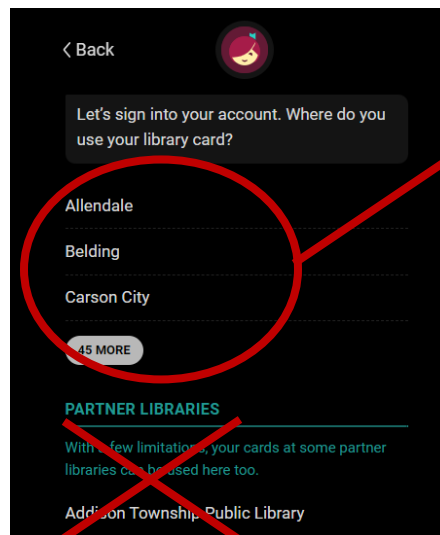 Back
Let's sign into your account. Where do you
use your library card?
Allendale
Belding
Carson City
45 MORE
PARTNER LIBRARIES
With a few limitations, your cards at some partner
libraries can be used here too.
Addison Township Public Library